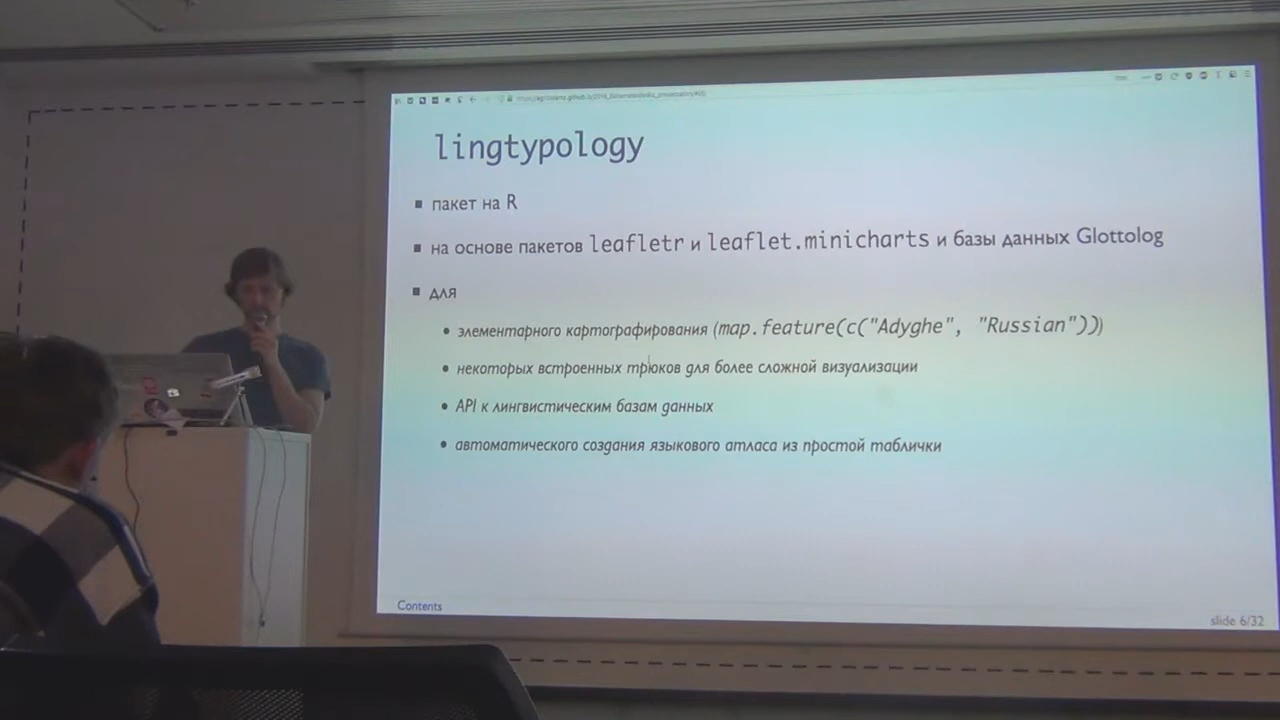 lingtypology
пакет на R
на основе пакетов leafletr и leaflet.minicharts и базы данных Glottolog
для
элементарного картографирования (map.feature(c("Adyghe", "Russian")))
некоторых встроенных трюков для более сложной визуализации
API к лингвистическим базам данных
автоматического создания языкового атласа из простой таблички
Contents
slide 6/32